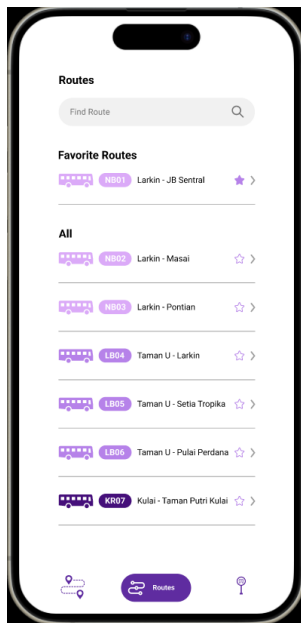 Routes
Find Route
Favorite Routes
NB01 Larkin - JB Sentral
All
NB02 Larkin - Masai
NB03 Larkin - Pontian
LB04 Taman U - Larkin
LB05 Taman U - Setia Tropika
LB06 Taman U - Pulai Perdana
KR07 Kulai - Taman Putri Kulai
Routes